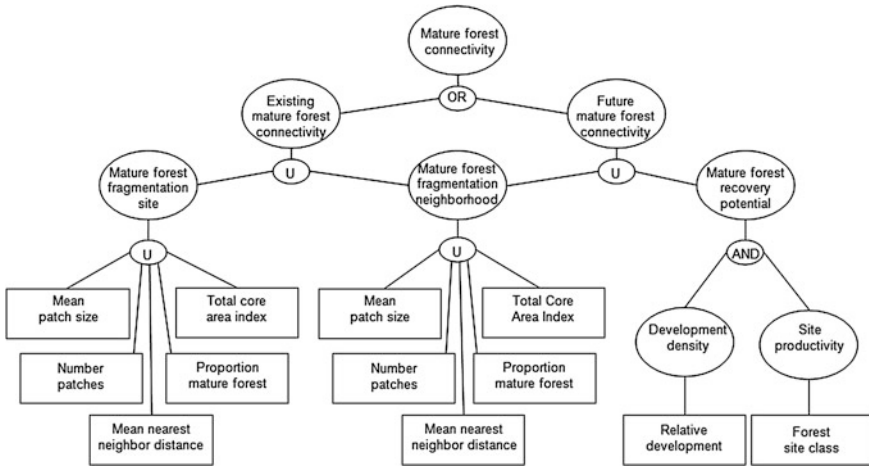 Mature forest
connectivity
OR
Existing
mature forest
connectivity
Future
mature forest
connectivity
U
U
Mature forest
fragmentation
site
Mature forest
fragmentation
neighborhood
Mature forest
recovery
potential
U
U
AND
Mean
patch size
Total core
area index
Number
patches
Proportion
mature forest
Mean nearest
neighbor distance
Mean
patch size
Total Core
Area Index
Number
patches
Proportion
mature forest
Mean nearest
neighbor distance
Development
density
Site
productivity
Relative
development
Forest
site class